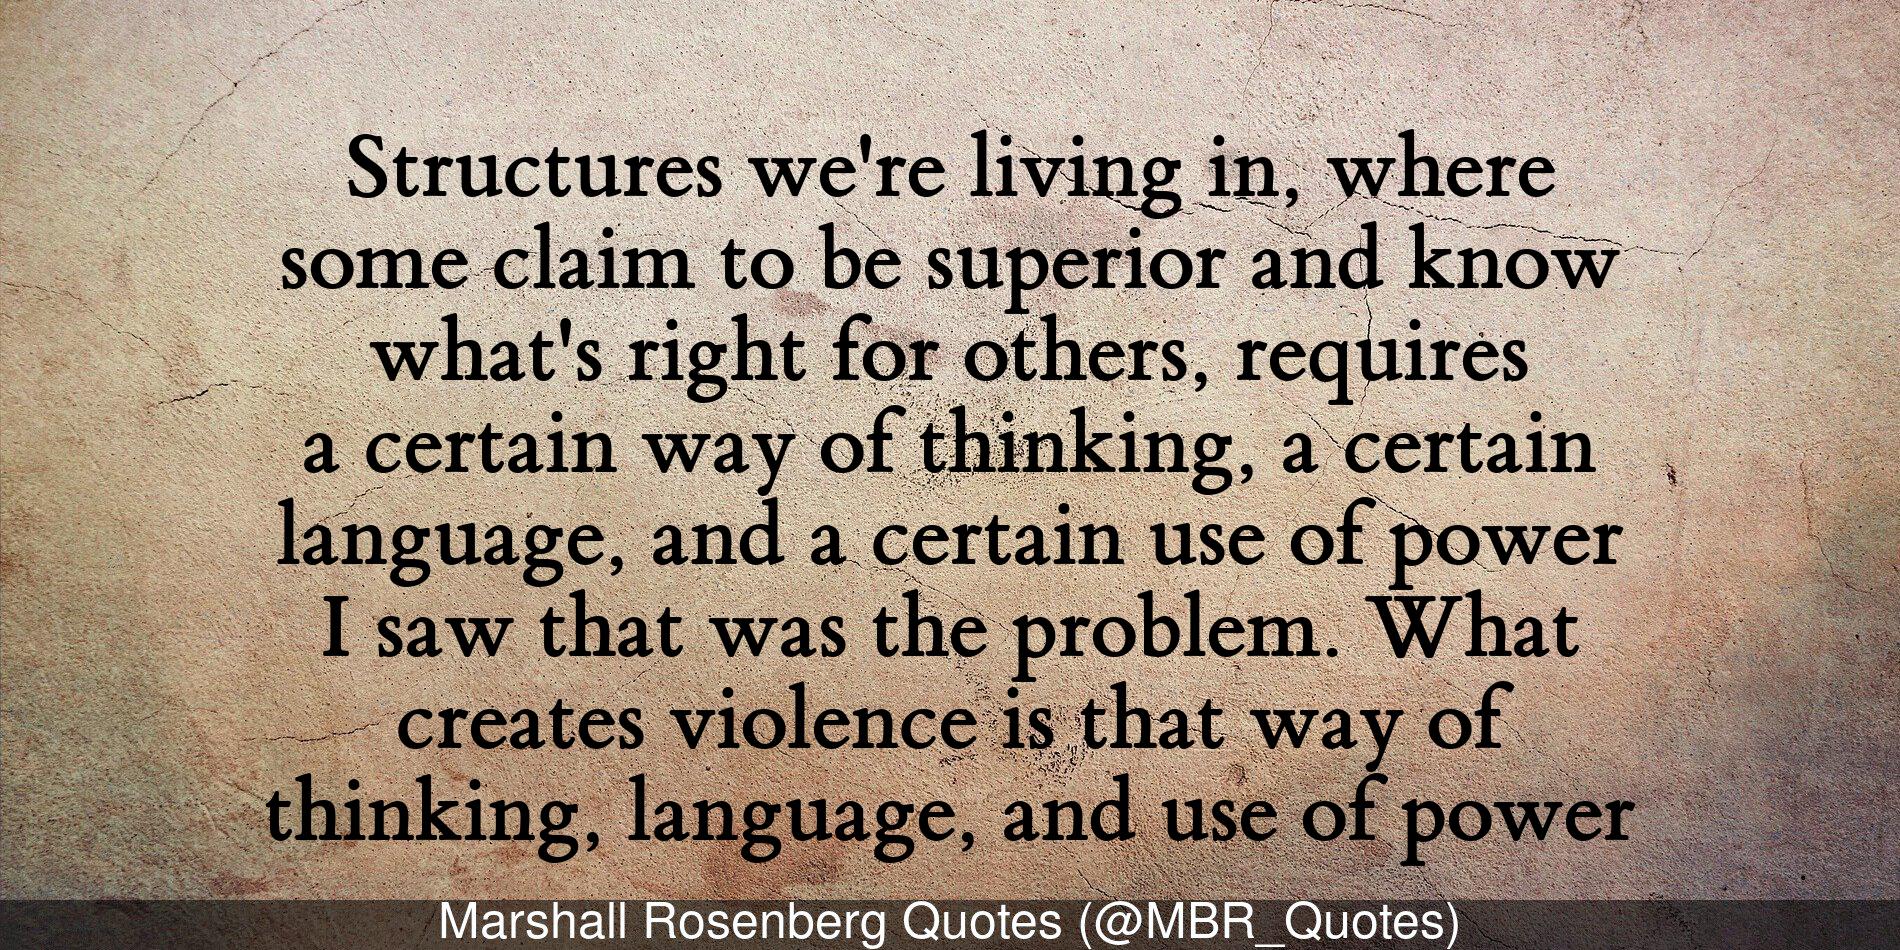 Structures we're living in, where
some claim to be superior and know
what's right for others, requires
a certain way of thinking, a certain
language, and a certain use of power
I saw that was the problem. What
creates violence is that way of
thinking, language, and use of power
Marshall Rosenberg Quotes (@MBR_Quotes)